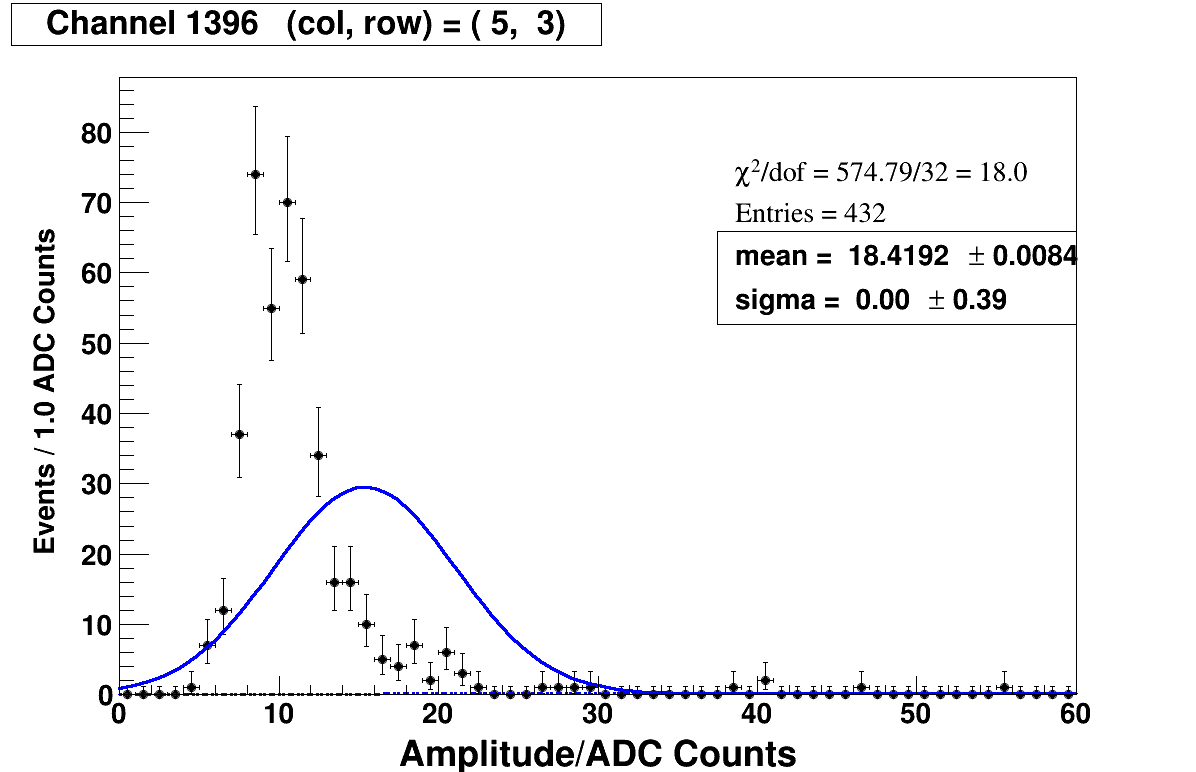 Channel 1396 (col, row) = ( 5, 3)
χ²/dof = 574.79/32 = 18.0
Entries = 432
mean = 18.4192 ± 0.0084
sigma = 0.00 ± 0.39
Events / 1.0 ADC Counts
80
70
60
50
40
30
20
10
0
0 10 20 30 40 50 60
Amplitude/ADC Counts